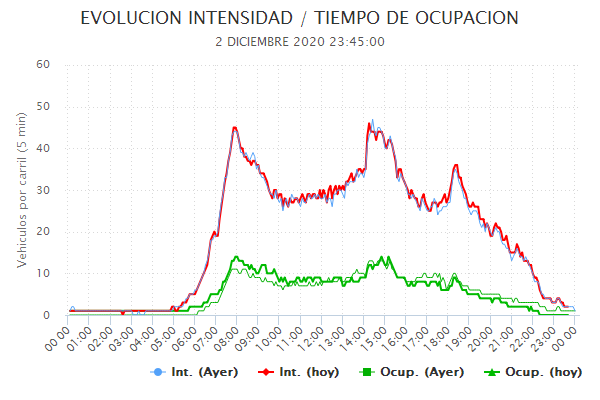 EVOLUCION INTENSIDAD / TIEMPO DE OCUPACION
2 DICIEMBRE 2020 23:45:00
Vehiculos por carril (5 min)
60
50
40
30
20
10
0
00:00 01:00 02:00 03:00 04:00 05:00 06:00 07:00 08:00 09:00 10:00 11:00 12:00 13:00 14:00 15:00 16:00 17:00 18:00 19:00 20:00 21:00 22:00 23:00 00:00
Int. (Ayer) Int. (hoy) Ocup. (Ayer) Ocup. (hoy)